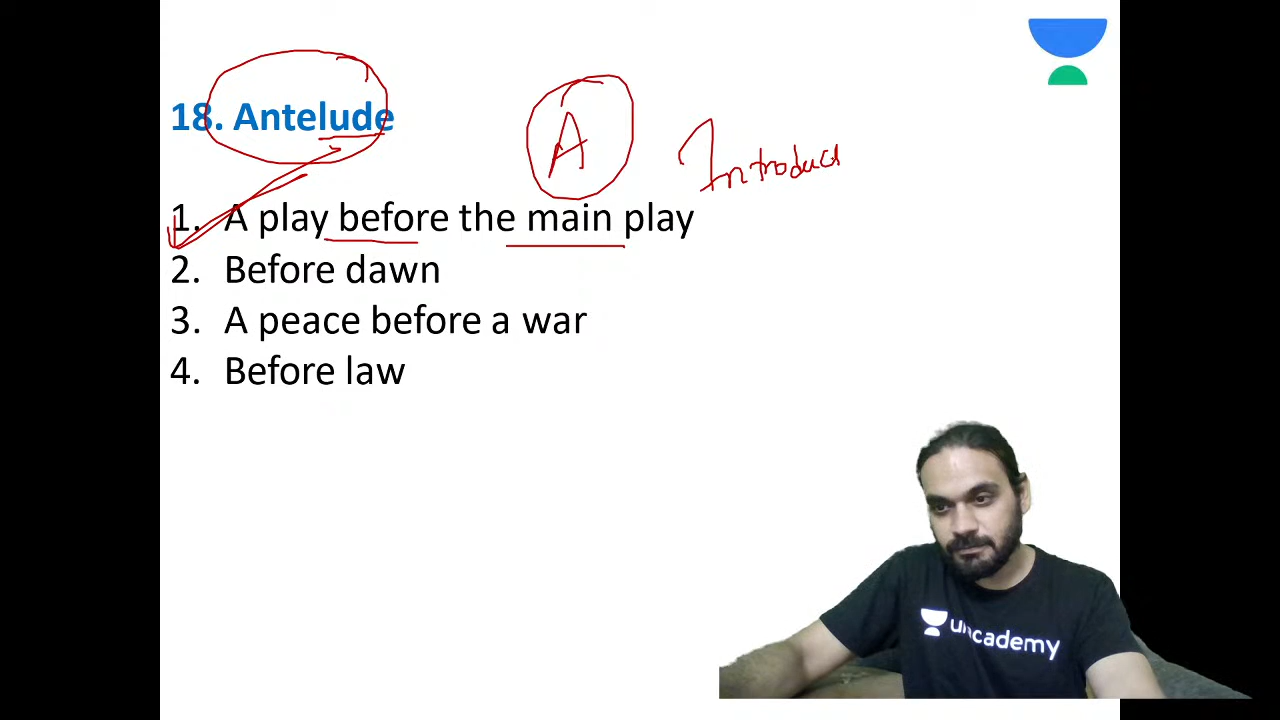 18. Antelude
A Introduct
1. A play before the main play
2. Before dawn
3. A peace before a war
4. Before law
unacademy